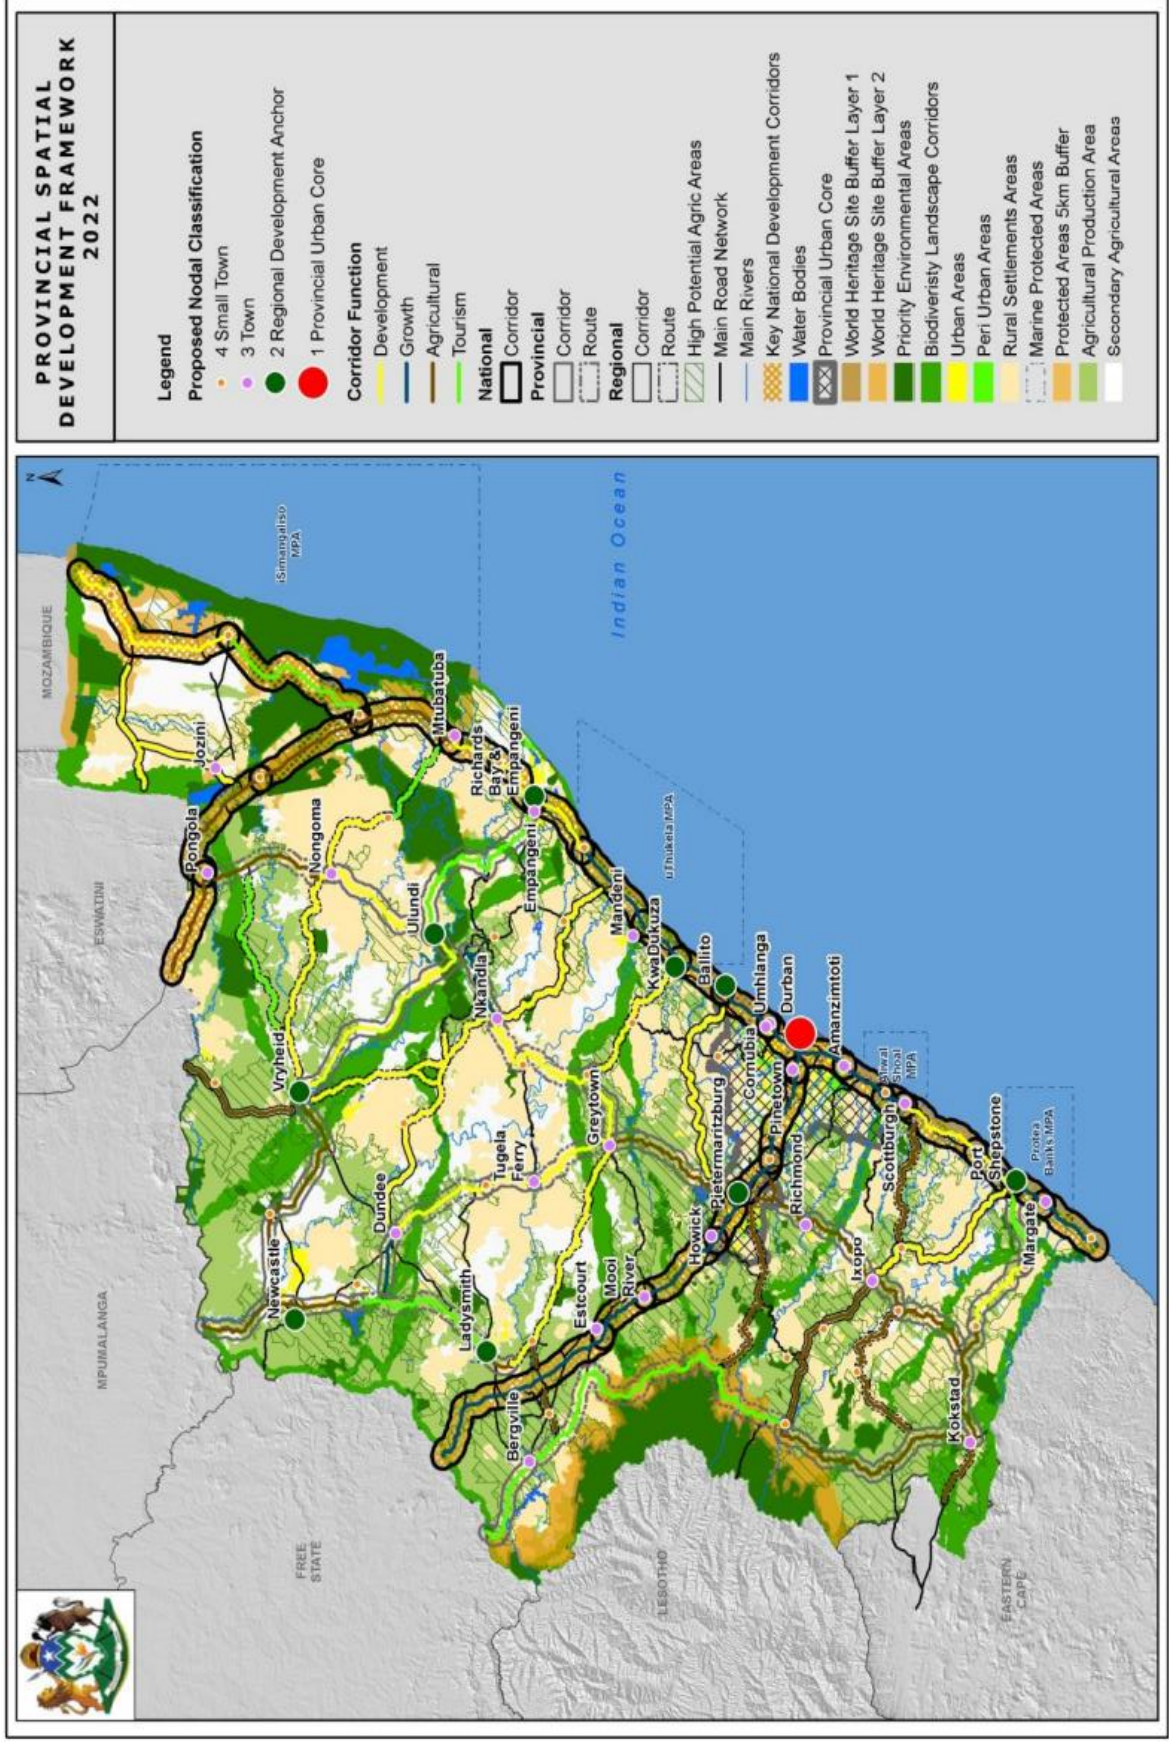 PROVINCIAL SPATIAL
DEVELOPMENT FRAMEWORK
2022
Legend
Proposed Nodal Classification
4 Small Town
3 Town
2 Regional Development Anchor
1 Provincial Urban Core
Corridor Function
Development
Growth
Agricultural
Tourism
National
Corridor
Provincial
Corridor
Route
Regional
Corridor
Route
High Potential Agric Areas
Main Road Network
Main Rivers
Key National Development Corridors
Water Bodies
Provincial Urban Core
World Heritage Site Buffer Layer 1
World Heritage Site Buffer Layer 2
Priority Environmental Areas
Biodiveristy Landscape Corridors
Urban Areas
Peri Urban Areas
Rural Settlements Areas
Marine Protected Areas
Protected Areas 5km Buffer
Agricultural Production Area
Secondary Agricultural Areas
N
MOZAMBIQUE
ESWATINI
MPUMALANGA
FREE
STATE
LESOTHO
EASTERN
CAPE
Indian Ocean
iSimangaliso
MPA
uThukela MPA
Aliwal
Shoal
MPA
Protea
Banks MPA
Jozini
Pongola
Nongoma
Mtubatuba
Richards
Bay &
Empangeni
Empangeni
Ulundi
Vryheid
Nkandla
Mandeni
KwaDukuza
Ballito
Umhlanga
Durban
Cornubia
Pinetown
Amanzimtoti
Newcastle
Dundee
Tugela
Ferry
Greytown
Pietermaritzburg
Richmond
Scottburgh
Port
Shepstone
Margate
Ladysmith
Estcourt
Mooi
River
Howick
Ixopo
Bergville
Kokstad